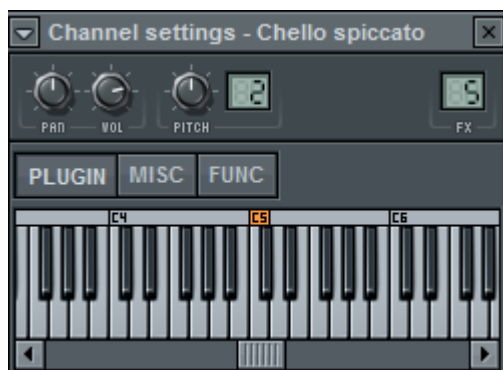 Channel settings - Chello spiccato
2 5
PAN VOL PITCH FX
PLUGIN MISC FUNC
C4 C5 C6